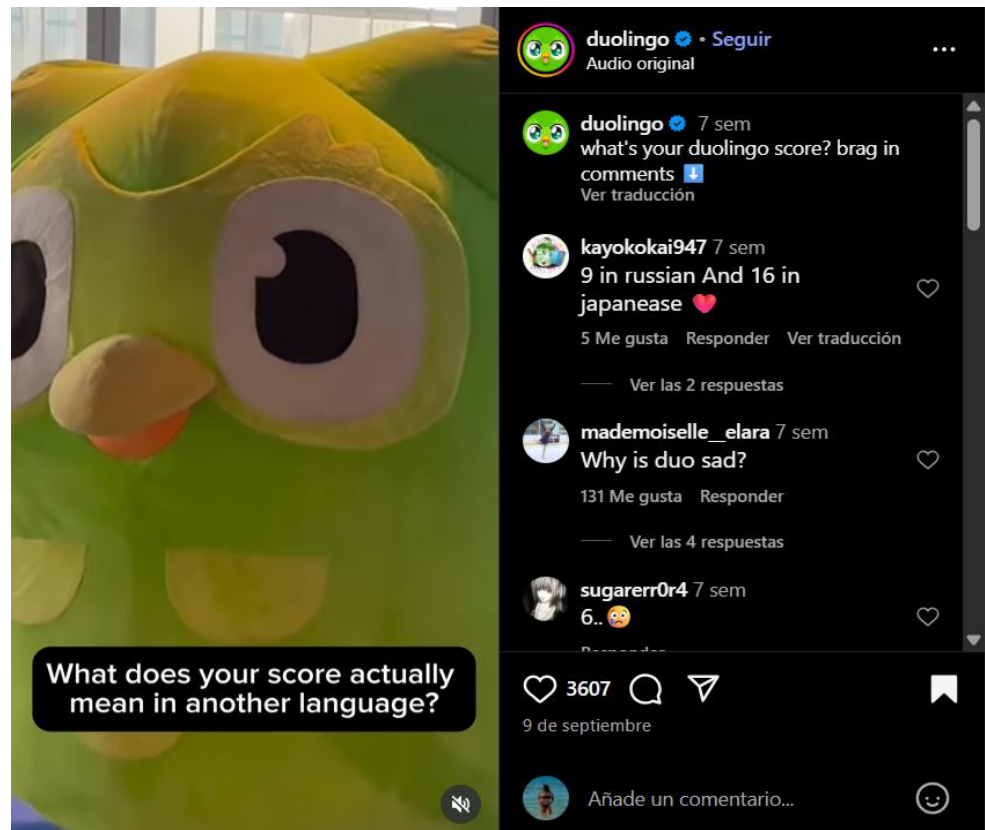 What does your score actually
mean in another language?
duolingo • Seguir
Audio original
duolingo 7 sem
what's your duolingo score? brag in
comments ⬇️
Ver traducción
kayokokai947 7 sem
9 in russian And 16 in
japanease ❤️
5 Me gusta Responder Ver traducción
Ver las 2 respuestas
mademoiselle__elara 7 sem
Why is duo sad?
131 Me gusta Responder
Ver las 4 respuestas
sugarerr0r4 7 sem
6..😢
Responder
3607
9 de septiembre
Añade un comentario...